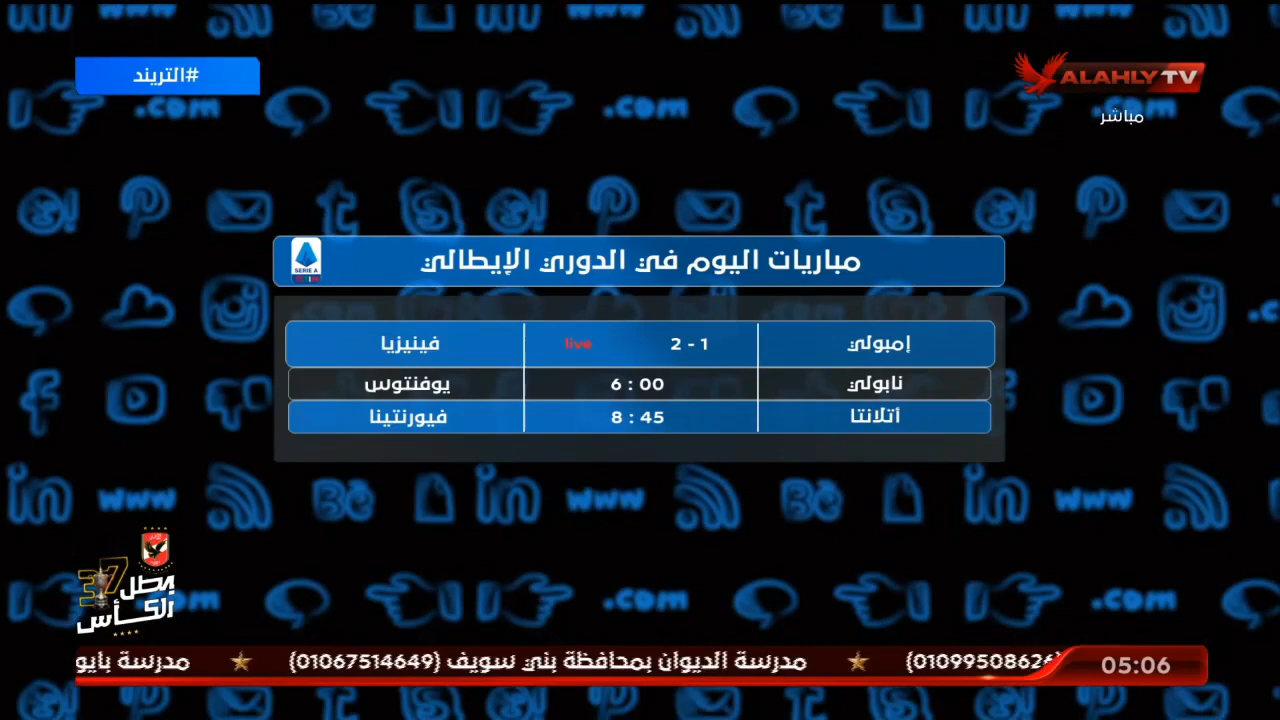 #التريند
ALAHLY TV
مباشر
مباريات اليوم في الدوري الإيطالي
SERIE A
إمبولي 2 - 1 live فينيزيا
نابولي 6 : 00 يوفنتوس
أتلانتا 8 : 45 فيورنتينا
37
بطل
الكأس
05:06
(01099508626 ★ مدرسة الديوان بمحافظة بني سويف (01067514649) ★ مدرسة بايو